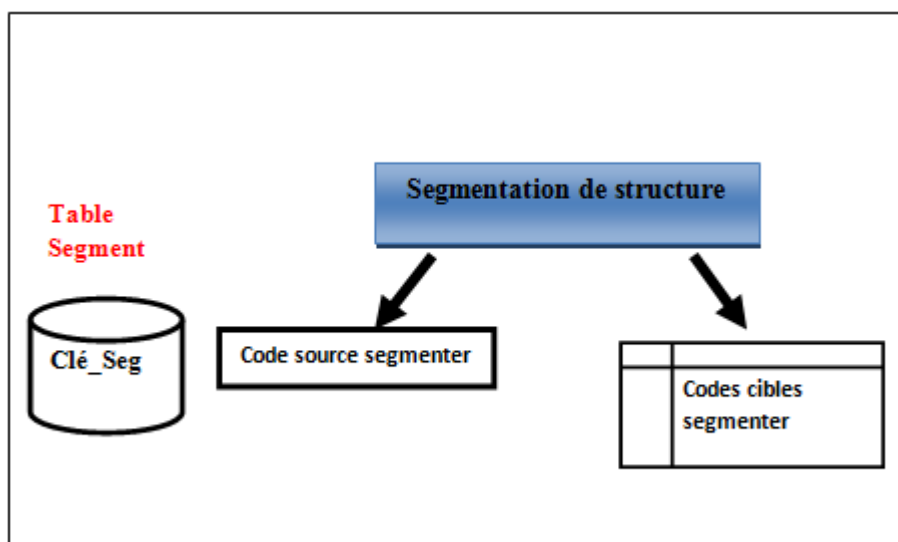 Segmentation de structure
Table
Segment
Clé_Seg
Code source segmenter
Codes cibles
segmenter